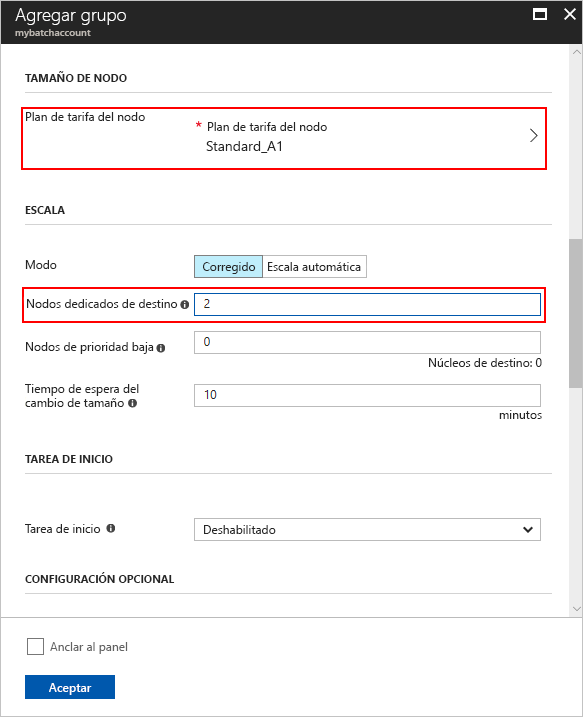 Agregar grupo
mybatchaccount
TAMAÑO DE NODO
Plan de tarifa del nodo
* Plan de tarifa del nodo
Standard_A1
ESCALA
Modo
Corregido Escala automática
Nodos dedicados de destino
2
Nodos de prioridad baja
0
Núcleos de destino: 0
Tiempo de espera del
cambio de tamaño
10
minutos
TAREA DE INICIO
Tarea de inicio
Deshabilitado
CONFIGURACIÓN OPCIONAL
Anclar al panel
Aceptar